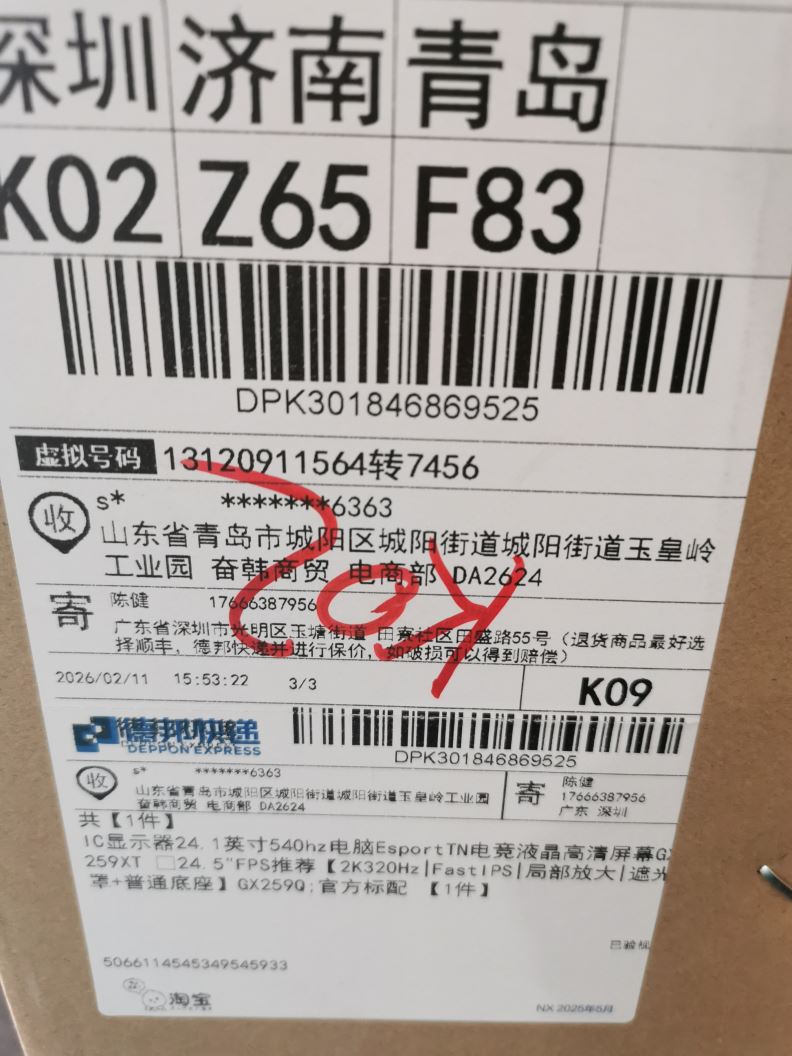 深圳 济南 青岛
K02 Z65 F83
DPK301846869525
虚拟号码 13120911564转7456
收 s* *******6363
山东省青岛市城阳区城阳街道城阳街道玉皇岭
工业园 奋韩商贸 电商部 DA2624
寄 陈健 17666387956
广东省深圳市光明区玉塘街道 田寮社区田盛路55号（退货商品最好选
择顺丰，德邦快递并进行保价，如破损可以得到赔偿）
2026/02/11 15:53:22 3/3 K09
德邦快递
DEPPON EXPRESS
DPK301846869525
收 s* *******6363
山东省青岛市城阳区城阳街道城阳街道玉皇岭工业园
奋韩商贸 电商部 DA2624
寄 陈健
17666387956
广东 深圳
共【1件】
IC显示器24.1英寸540hz电脑EsportTN电竞液晶高清屏幕GX
259XT □24.5"FPS推荐【2K320Hz|FastIPS|局部放大|遮光
罩+普通底座】GX259Q;官方标配 【1件】
已验视
5066114545349545933
淘宝
NX 2025年5月